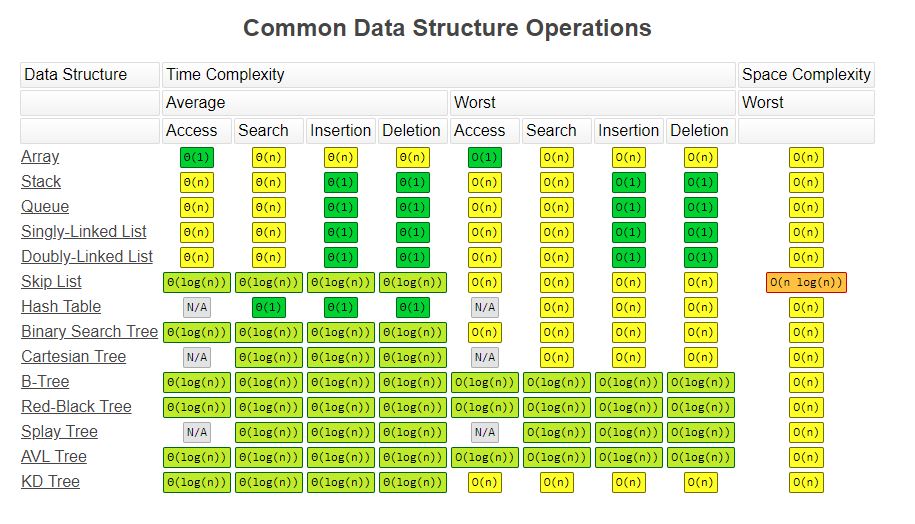 Common Data Structure Operations
Data Structure Time Complexity Space Complexity
Average Worst Worst
Access Search Insertion Deletion Access Search Insertion Deletion
Array Θ(1) Θ(n) Θ(n) Θ(n) O(1) O(n) O(n) O(n) O(n)
Stack Θ(n) Θ(n) Θ(1) Θ(1) O(n) O(n) O(1) O(1) O(n)
Queue Θ(n) Θ(n) Θ(1) Θ(1) O(n) O(n) O(1) O(1) O(n)
Singly-Linked List Θ(n) Θ(n) Θ(1) Θ(1) O(n) O(n) O(1) O(1) O(n)
Doubly-Linked List Θ(n) Θ(n) Θ(1) Θ(1) O(n) O(n) O(1) O(1) O(n)
Skip List Θ(log(n)) Θ(log(n)) Θ(log(n)) Θ(log(n)) O(n) O(n) O(n) O(n) O(n log(n))
Hash Table N/A Θ(1) Θ(1) Θ(1) N/A O(n) O(n) O(n) O(n)
Binary Search Tree Θ(log(n)) Θ(log(n)) Θ(log(n)) Θ(log(n)) O(n) O(n) O(n) O(n) O(n)
Cartesian Tree N/A Θ(log(n)) Θ(log(n)) Θ(log(n)) N/A O(n) O(n) O(n) O(n)
B-Tree Θ(log(n)) Θ(log(n)) Θ(log(n)) Θ(log(n)) O(log(n)) O(log(n)) O(log(n)) O(log(n)) O(n)
Red-Black Tree Θ(log(n)) Θ(log(n)) Θ(log(n)) Θ(log(n)) O(log(n)) O(log(n)) O(log(n)) O(log(n)) O(n)
Splay Tree N/A Θ(log(n)) Θ(log(n)) Θ(log(n)) N/A O(log(n)) O(log(n)) O(log(n)) O(n)
AVL Tree Θ(log(n)) Θ(log(n)) Θ(log(n)) Θ(log(n)) O(log(n)) O(log(n)) O(log(n)) O(log(n)) O(n)
KD Tree Θ(log(n)) Θ(log(n)) Θ(log(n)) Θ(log(n)) O(n) O(n) O(n) O(n) O(n)